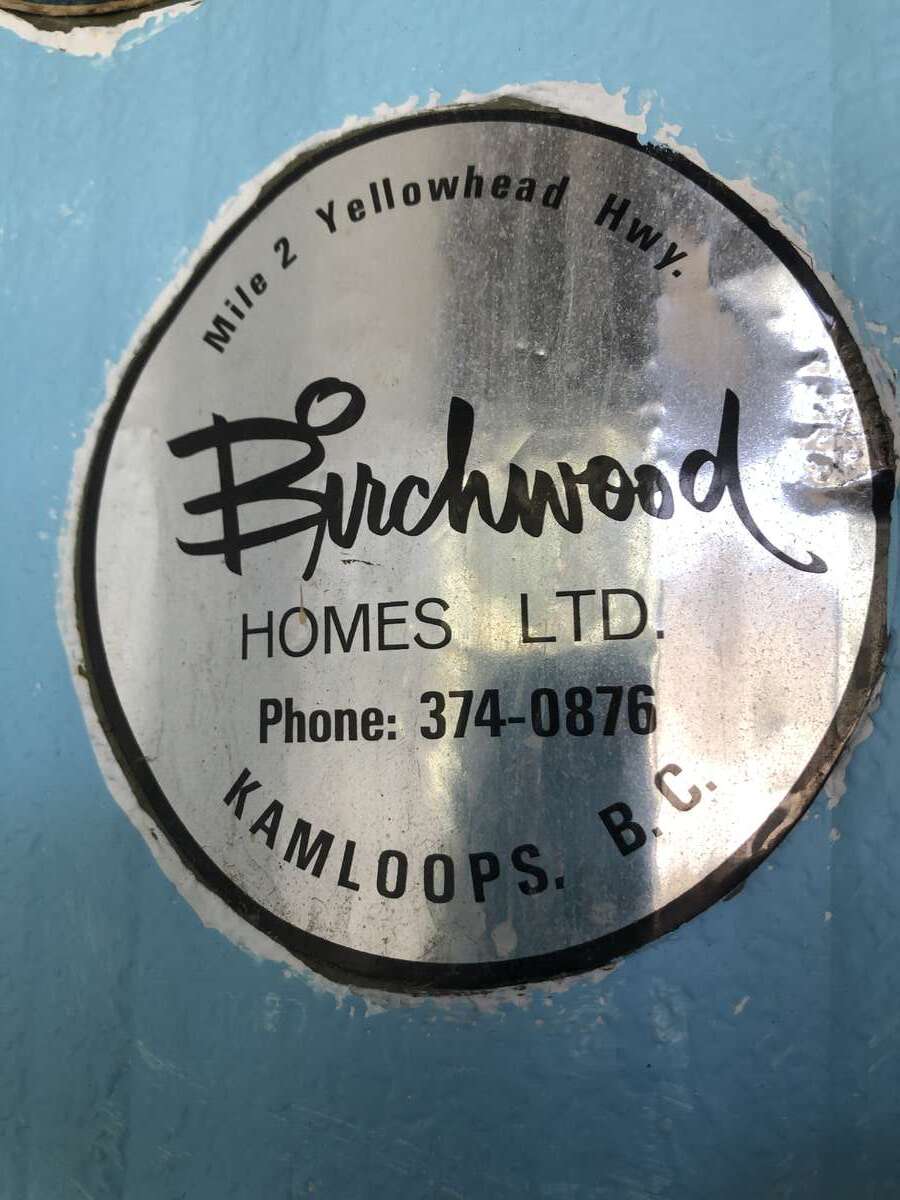 Mile 2 Yellowhead Hwy.
Birchwood
HOMES LTD.
Phone: 374-0876
KAMLOOPS. B.C.